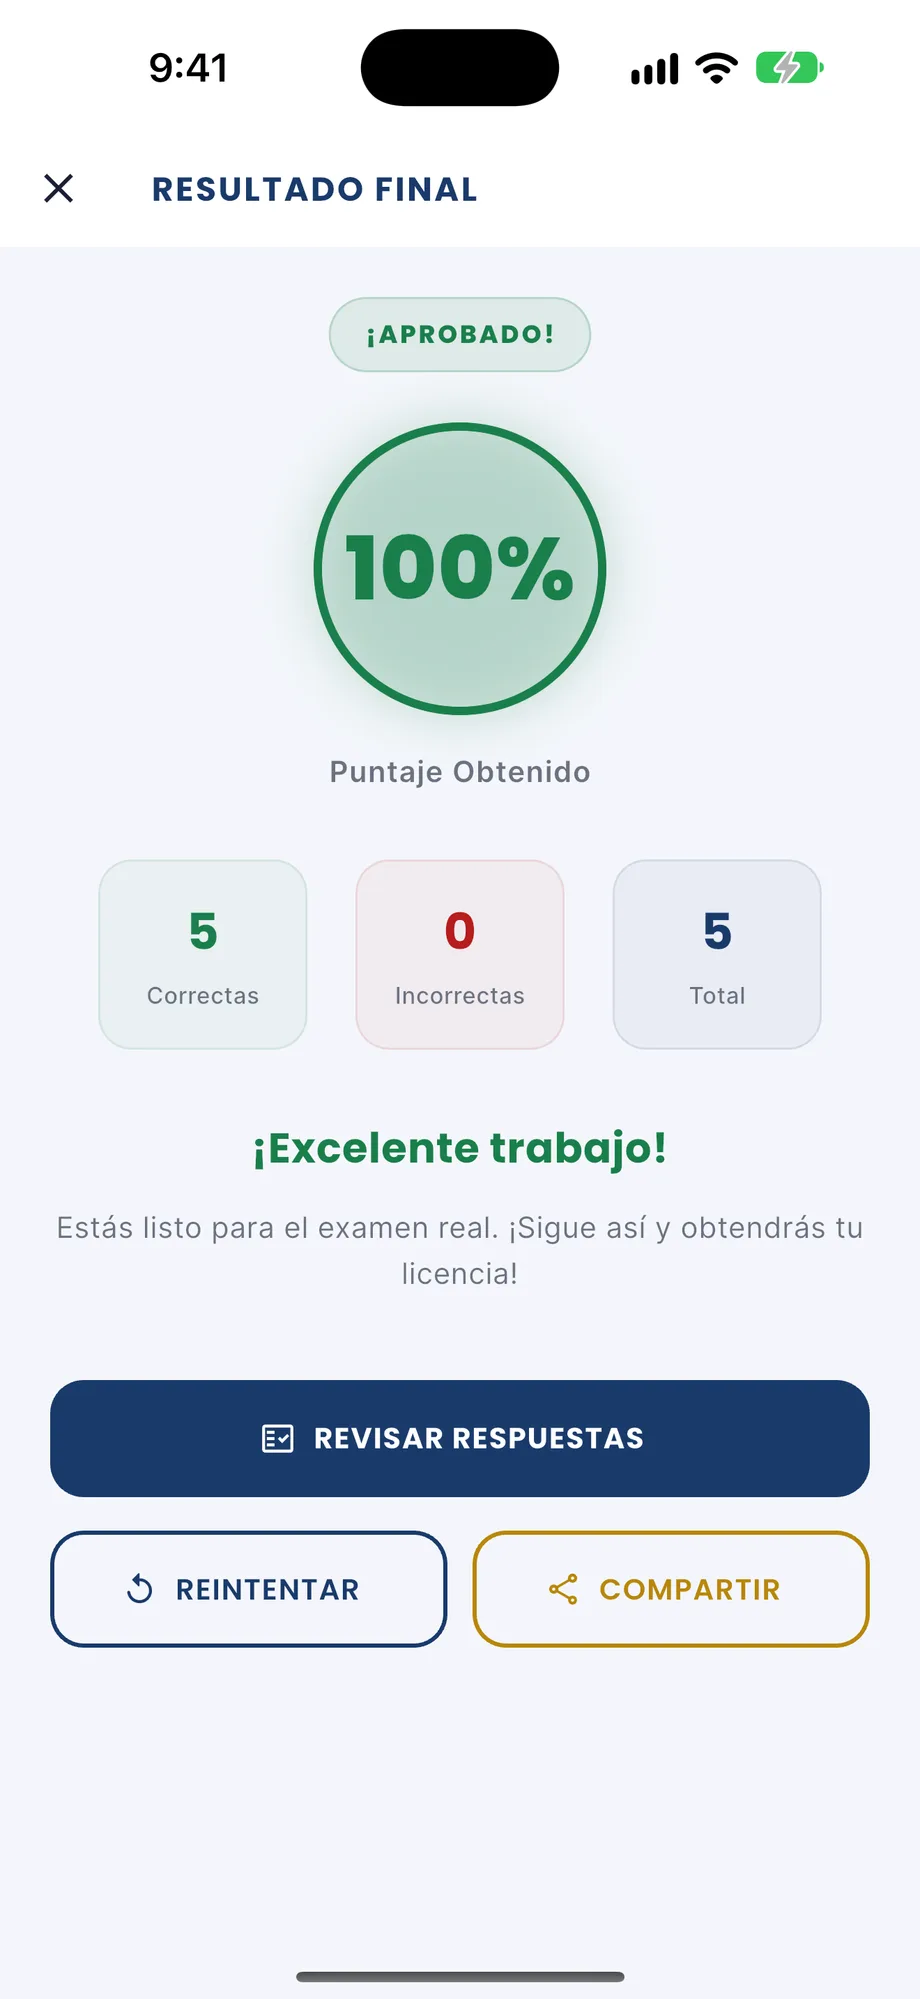 9:41
RESULTADO FINAL
¡APROBADO!
100%
Puntaje Obtenido
5
Correctas
0
Incorrectas
5
Total
¡Excelente trabajo!
Estás listo para el examen real. ¡Sigue así y obtendrás tu
licencia!
REVISAR RESPUESTAS
REINTENTAR
COMPARTIR